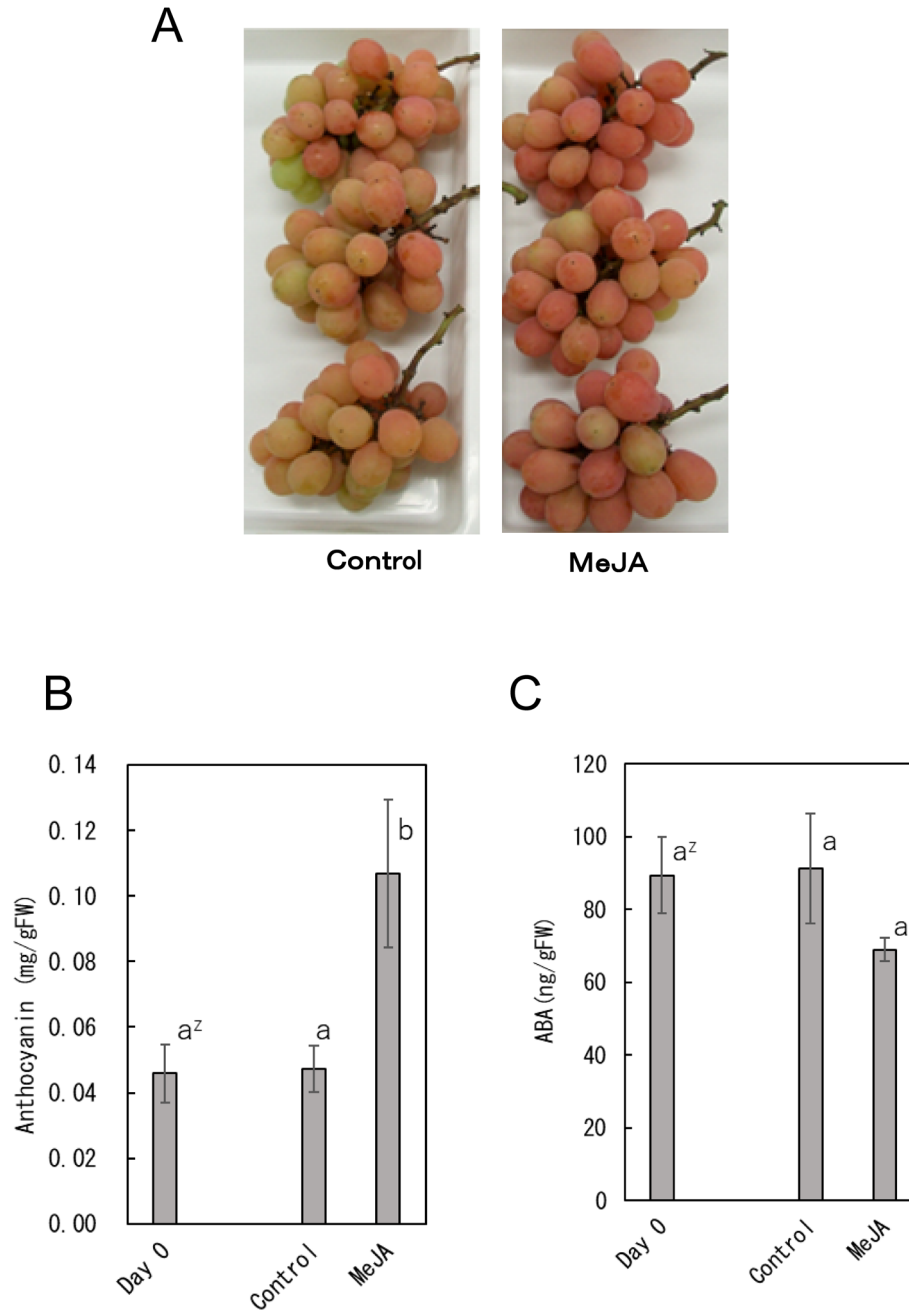 A
Control
MeJA
B
C
0.14
0.12
0.10
0.08
0.06
0.04
0.02
0.00
Anthocyanin (mg/gFW)
aᶻ
a
b
Day 0
Control
MeJA
120
100
80
60
40
20
0
ABA(ng/gFW)
aᶻ
a
a
Day 0
Control
MeJA